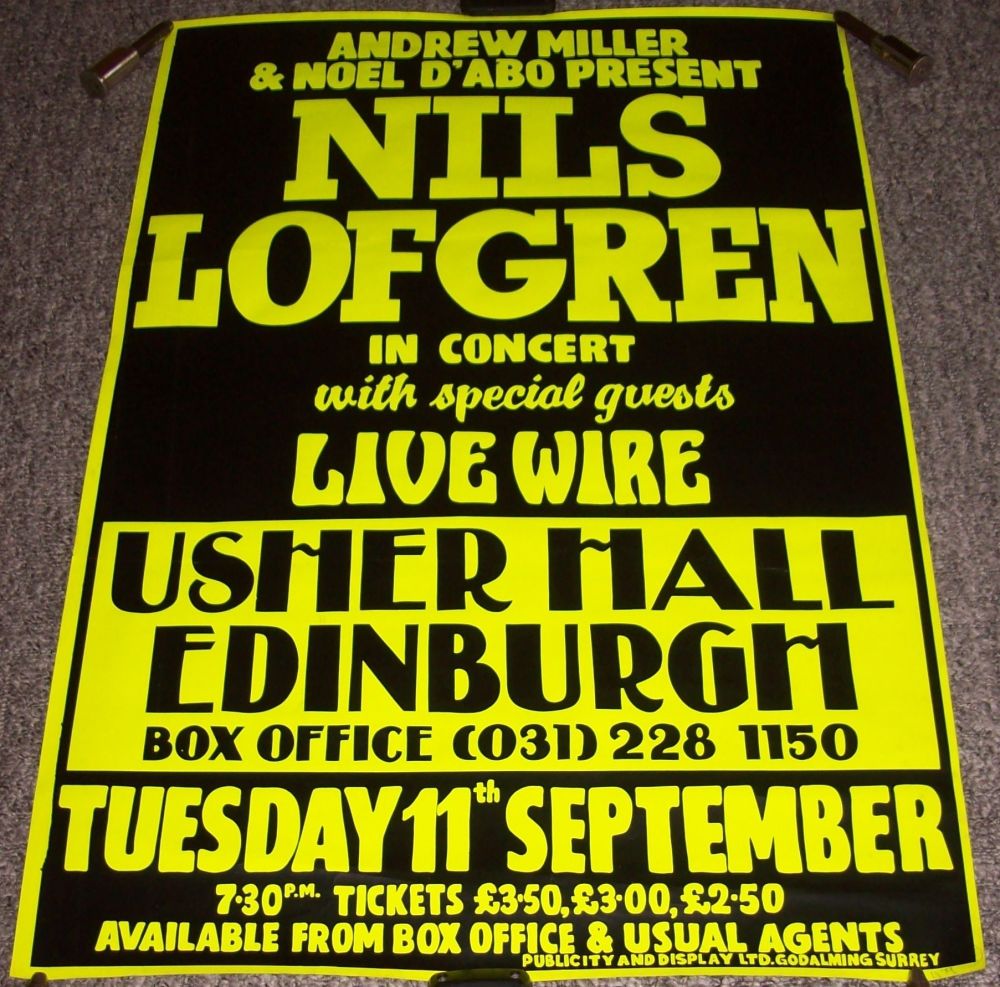 ANDREW MILLER
& NOEL D'ABO PRESENT
NILS
LOFGREN
IN CONCERT
with special guests
LIVE WIRE
USHER HALL
EDINBURGH
BOX OFFICE (031) 228 1150
TUESDAY 11th SEPTEMBER
7·30 P.M. TICKETS £3·50, £3·00, £2·50
AVAILABLE FROM BOX OFFICE & USUAL AGENTS
PUBLICITY AND DISPLAY LTD. GODALMING SURREY